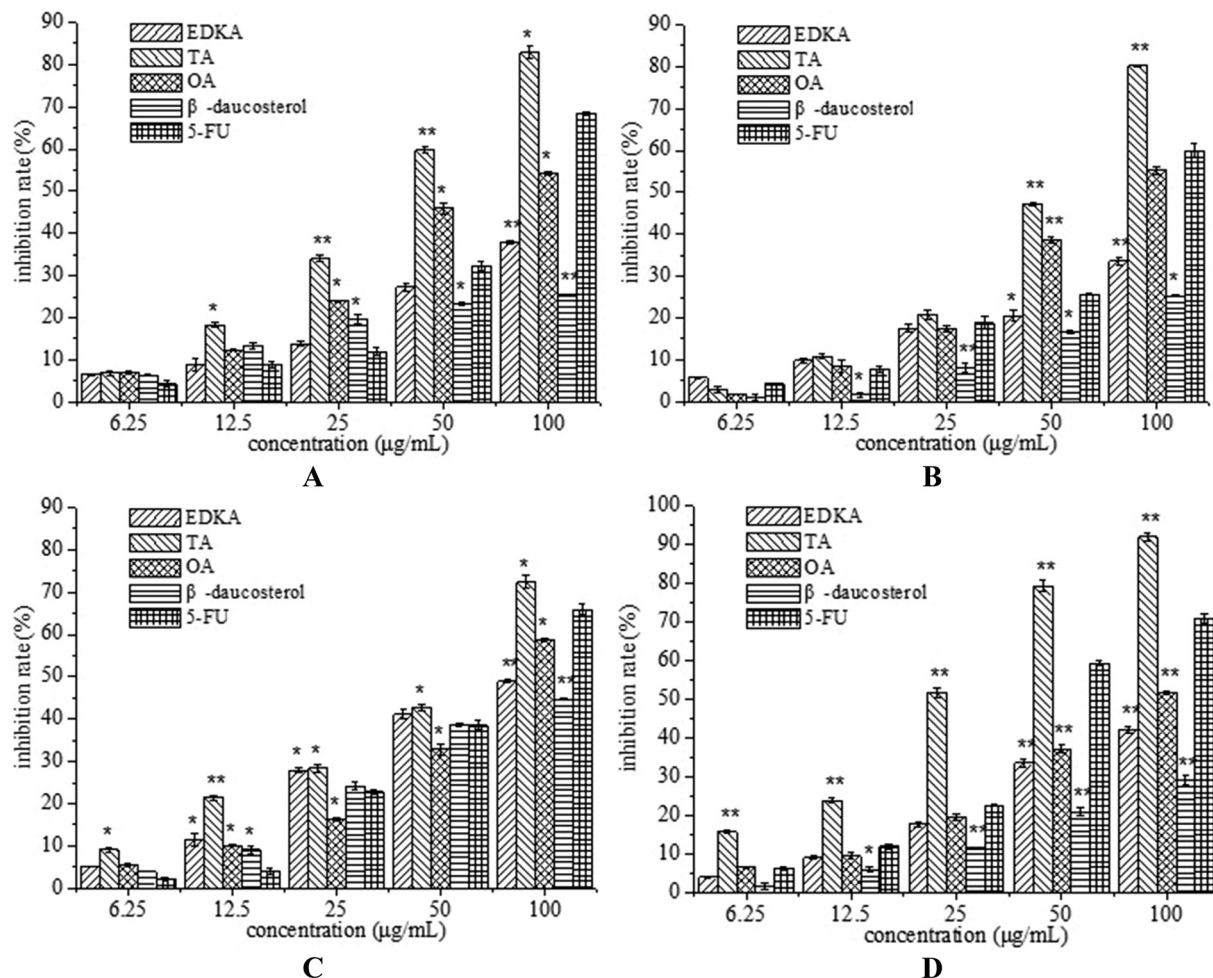 90
80
70
60
50
40
30
20
10
0
inhibition rate(%)
EDKA
TA
OA
β -daucosterol
5-FU
*
**
* *
**
*
*
**
*
*
**
6.25 12.5 25 50 100
concentration (μg/mL)
A
90
80
70
60
50
40
30
20
10
0
inhibition rate(%)
EDKA
TA
OA
β -daucosterol
5-FU
*
**
*
**
**
*
**
**
*
6.25 12.5 25 50 100
concentration (μg/mL)
B
90
80
70
60
50
40
30
20
10
0
inhibition rate(%)
EDKA
TA
OA
β -daucosterol
5-FU
*
*
**
*
*
*
*
*
*
*
**
*
*
**
6.25 12.5 25 50 100
concentration (μg/mL)
C
100
90
80
70
60
50
40
30
20
10
0
inhibition rate(%)
EDKA
TA
OA
β -daucosterol
5-FU
**
**
*
**
**
**
**
**
**
**
**
**
**
6.25 12.5 25 50 100
concentration (μg/mL)
D